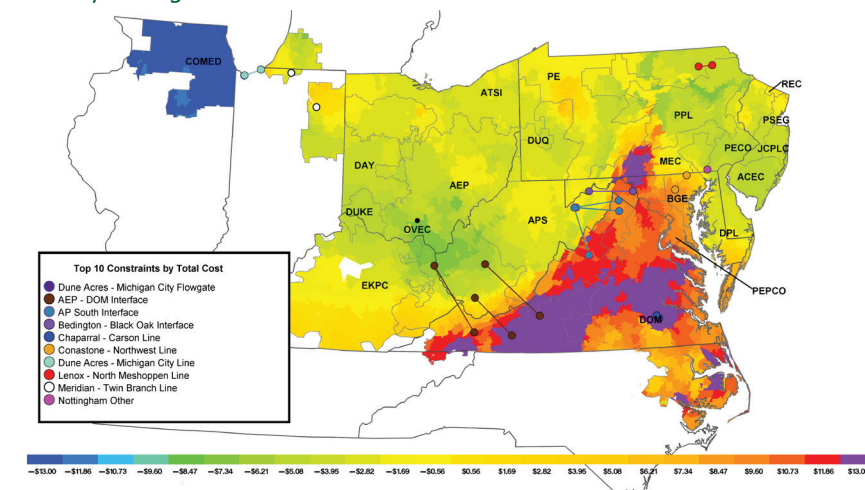 COMED
REC
PE
ATSI
PPL
PSEG
DUQ
PECO JCPLC
MEC
DAY
ACEC
AEP
BGE
DUKE
APS
OVEC
DPL
EKPC
PEPCO
DOM
Top 10 Constraints by Total Cost
Dune Acres - Michigan City Flowgate
AEP - DOM Interface
AP South Interface
Bedington - Black Oak Interface
Chaparral - Carson Line
Conastone - Northwest Line
Dune Acres - Michigan City Line
Lenox - North Meshoppen Line
Meridian - Twin Branch Line
Nottingham Other
—$13.00 —$11.86 —$10.73 —$9.60 —$8.47 —$7.34 —$6.21 —$5.08 —$3.95 —$2.82 —$1.69 —$0.56 $0.56 $1.69 $2.82 $3.95 $5.08 $6.21 $7.34 $8.47 $9.60 $10.73 $11.86